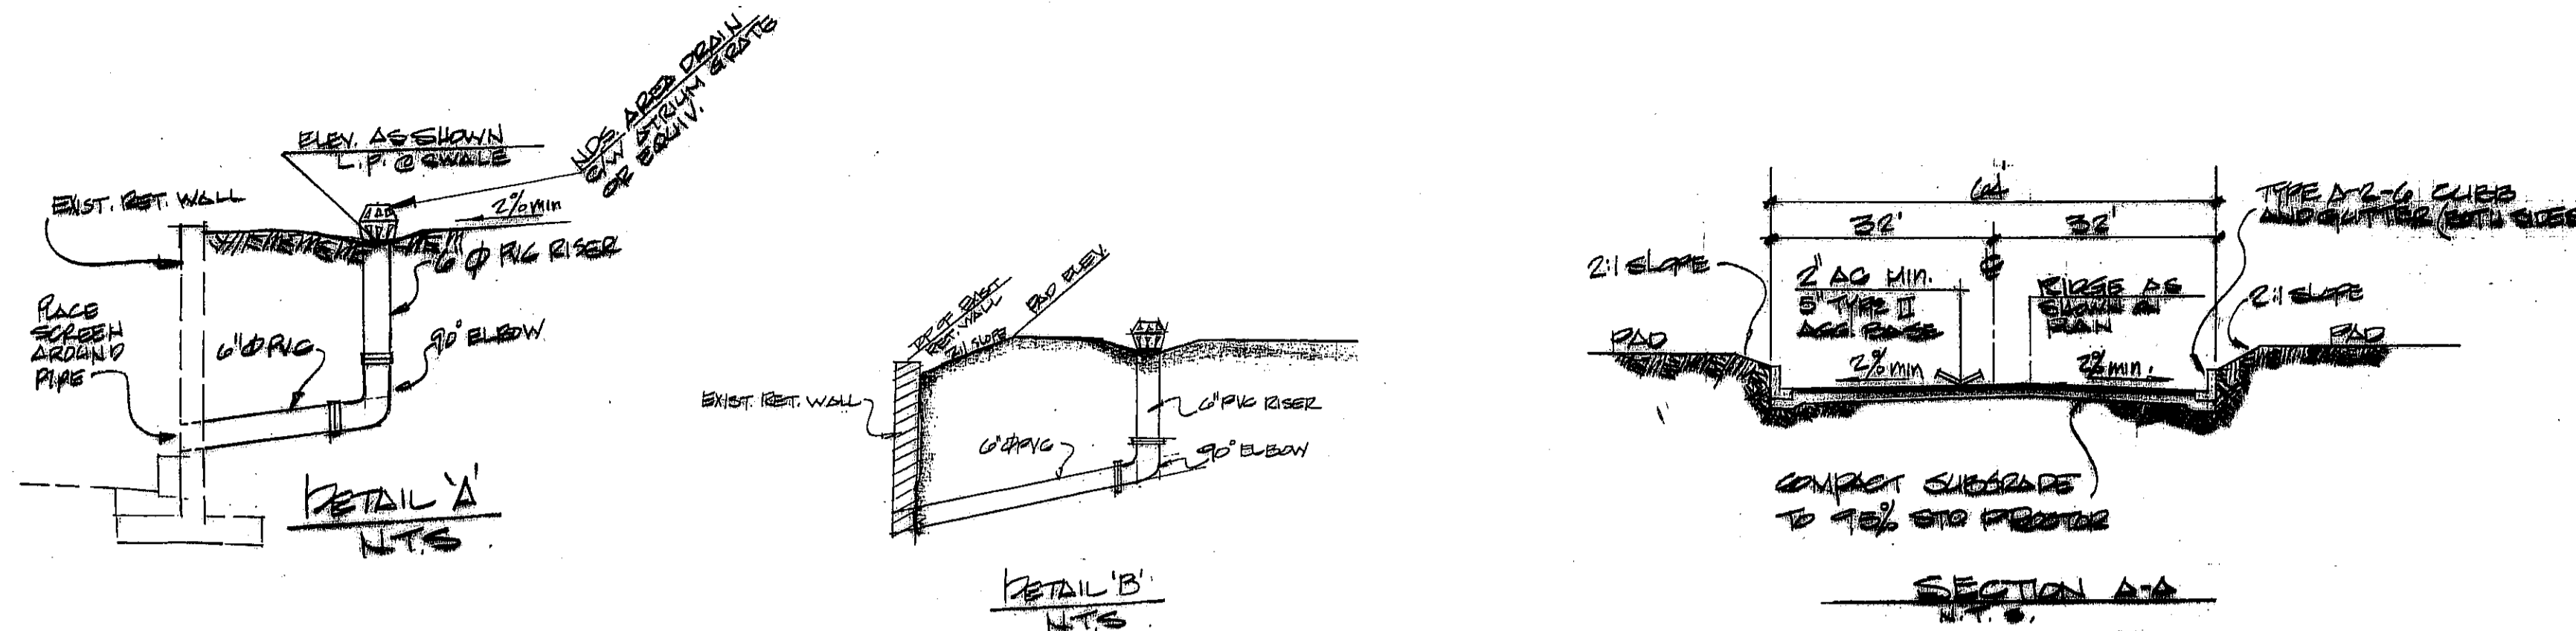 ELEV. AS SHOWN
L.P. @ SWALE
NDS AREA DRAIN
C/W ATRIUM GRATE
OR EQUIV.
EXIST. RET. WALL
2% min
6" Φ PVC RISER
PLACE
SCREEN
AROUND
PIPE
6" Φ PVC
90° ELBOW
DETAIL 'A'
N.T.S.
RET. WALL
2:1 SLOPE
PAD ELEV.
EXIST. RET. WALL
6" PVC RISER
6" Φ PVC
90° ELBOW
DETAIL 'B'
N.T.S
64'
32'
32'
TYPE A-2-6 CURB
AND GUTTER (BOTH SIDES
2:1 SLOPE
2" AC MIN.
5" TYPE II
AGG. BASE
RIDGE AS
SHOWN ON
PLAN
2:1 SLOPE
PAD
PAD
2% min
2% min.
COMPACT SUBGRADE
TO 95% STD PROCTOR
SECTION A-A
N.T.S.